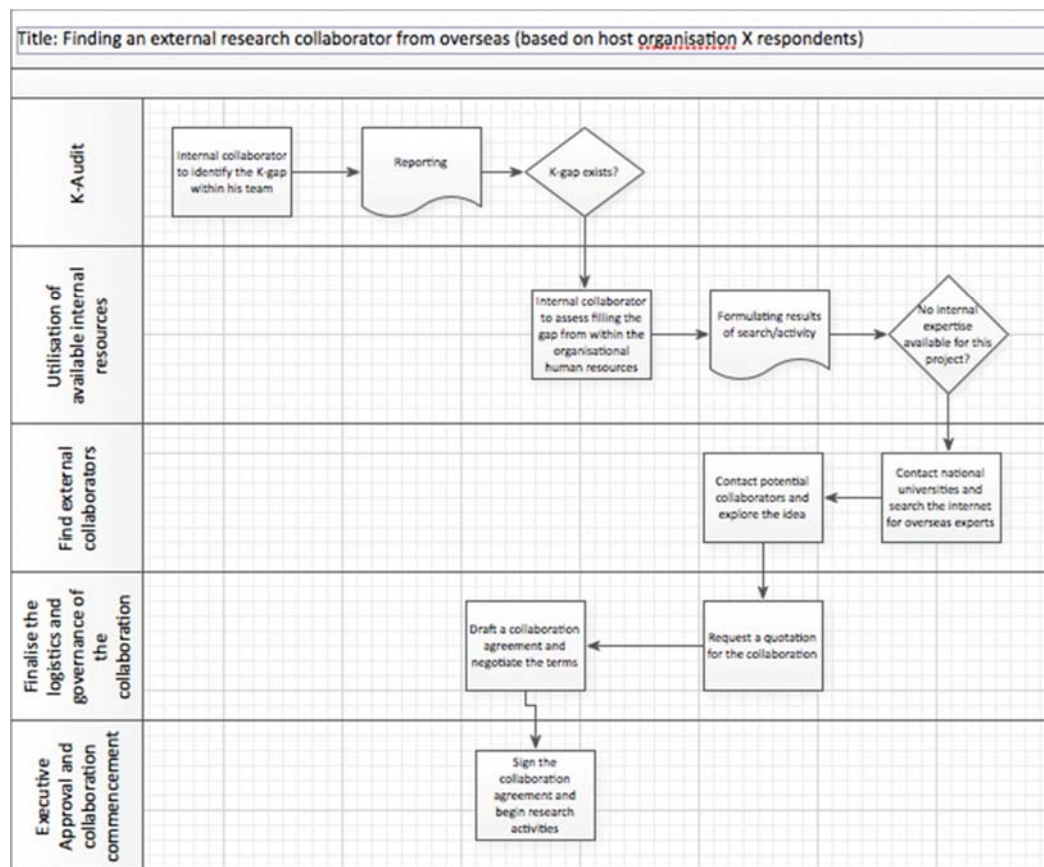 Title: Finding an external research collaborator from overseas (based on host organisation X respondents)
K-Audit
Internal collaborator
to identify the K-gap
within his team
Reporting
K-gap exists?
Utilisation of
available internal
resources
Internal collaborator
to assess filling the
gap from within the
organisational
human resources
Formulating results
of search/activity
No internal
expertise
available for this
project?
Find external
collaborators
Contact potential
collaborators and
explore the idea
Contact national
universities and
search the internet
for overseas experts
Finalise the
logistics and
governance of
the
collaboration
Draft a collaboration
agreement and
negotiate the terms
Request a quotation
for the collaboration
Executive
Approval and
collaboration
commencement
Sign the
collaboration
agreement and
begin research
activities